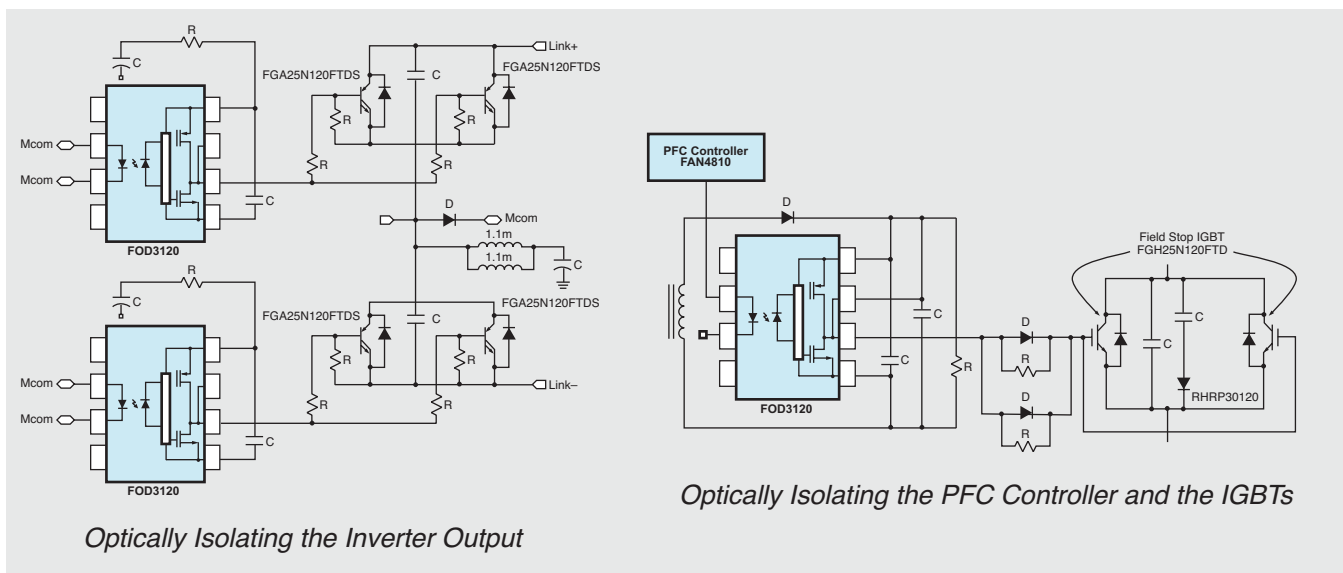 R
C
Mcom
Mcom
FOD3120
C
FGA25N120FTDS
FGA25N120FTDS
R
R
R
R
C
Link+
D
Mcom
1.1m
1.1m
C
R
C
Mcom
Mcom
FOD3120
C
FGA25N120FTDS
FGA25N120FTDS
R
R
R
R
C
Link–
Optically Isolating the Inverter Output
PFC Controller
FAN4810
D
FOD3120
C
C
R
D
R
D
R
Field Stop IGBT
FGH25N120FTD
C
C
RHRP30120
Optically Isolating the PFC Controller and the IGBTs